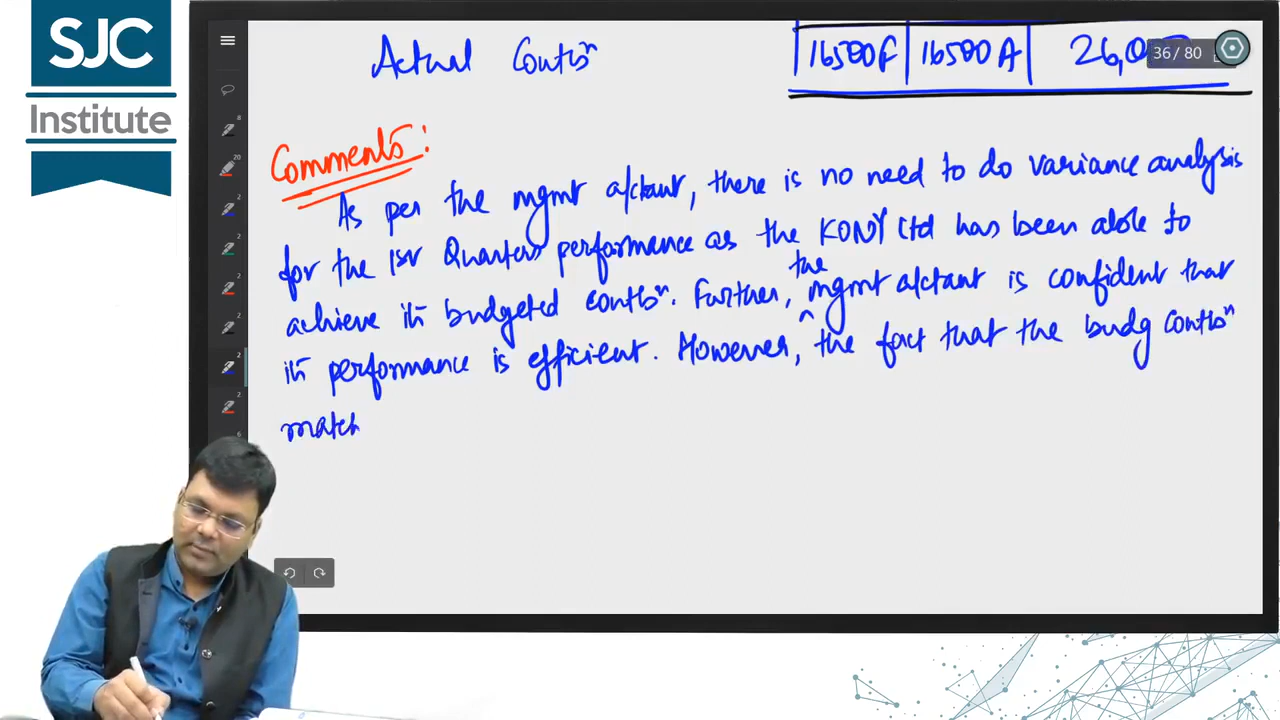 SJC
Institute
Actual Contbⁿ 16500F 16500A 26,0
36/80
Comments:
As per the mgmt a/ctant, there is no need to do variance analysis
for the 1st Quarters performance as the KONY Ltd has been able to
achieve its budgeted contbⁿ. Further, the mgmt a/ctant is confident that
its performance is efficient. However, the fact that the budg contbⁿ
match